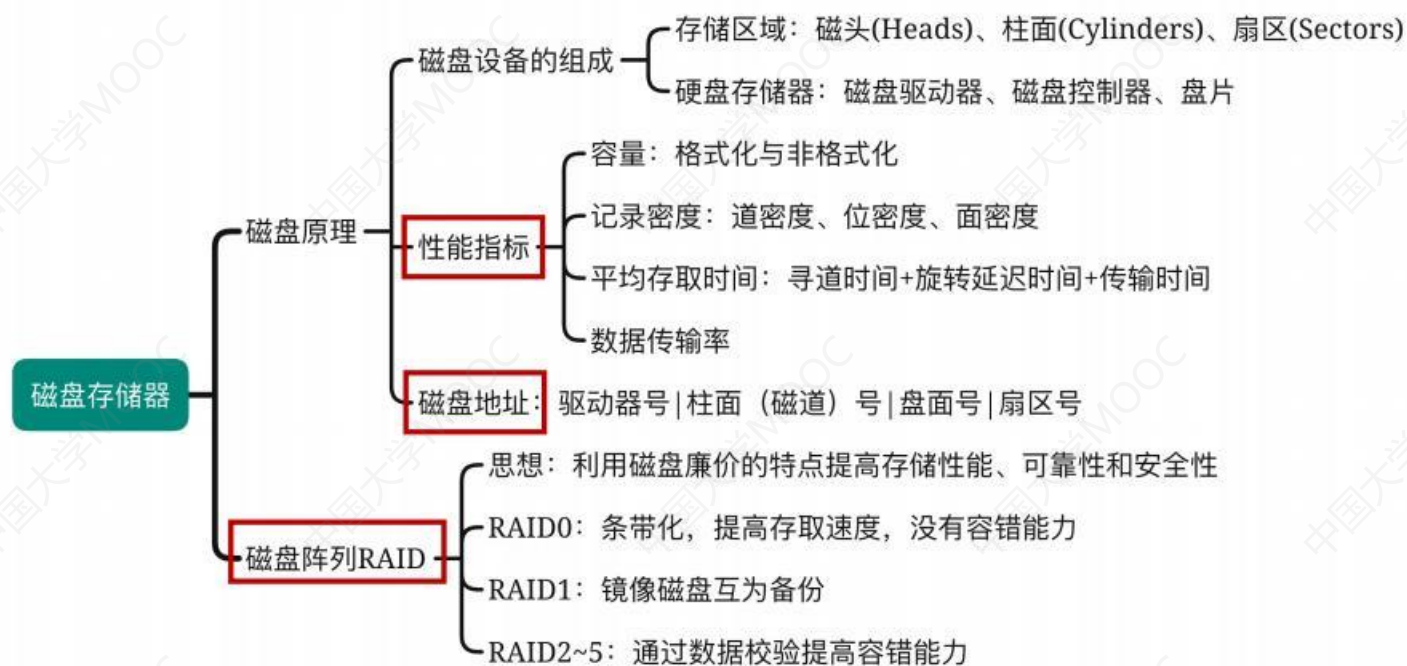 磁盘存储器
磁盘原理
磁盘设备的组成
存储区域：磁头(Heads)、柱面(Cylinders)、扇区(Sectors)
硬盘存储器：磁盘驱动器、磁盘控制器、盘片
性能指标
容量：格式化与非格式化
记录密度：道密度、位密度、面密度
平均存取时间：寻道时间+旋转延迟时间+传输时间
数据传输率
磁盘地址：驱动器号|柱面（磁道）号|盘面号|扇区号
磁盘阵列RAID
思想：利用磁盘廉价的特点提高存储性能、可靠性和安全性
RAID0：条带化，提高存取速度，没有容错能力
RAID1：镜像磁盘互为备份
RAID2~5：通过数据校验提高容错能力
中国大学MOOC